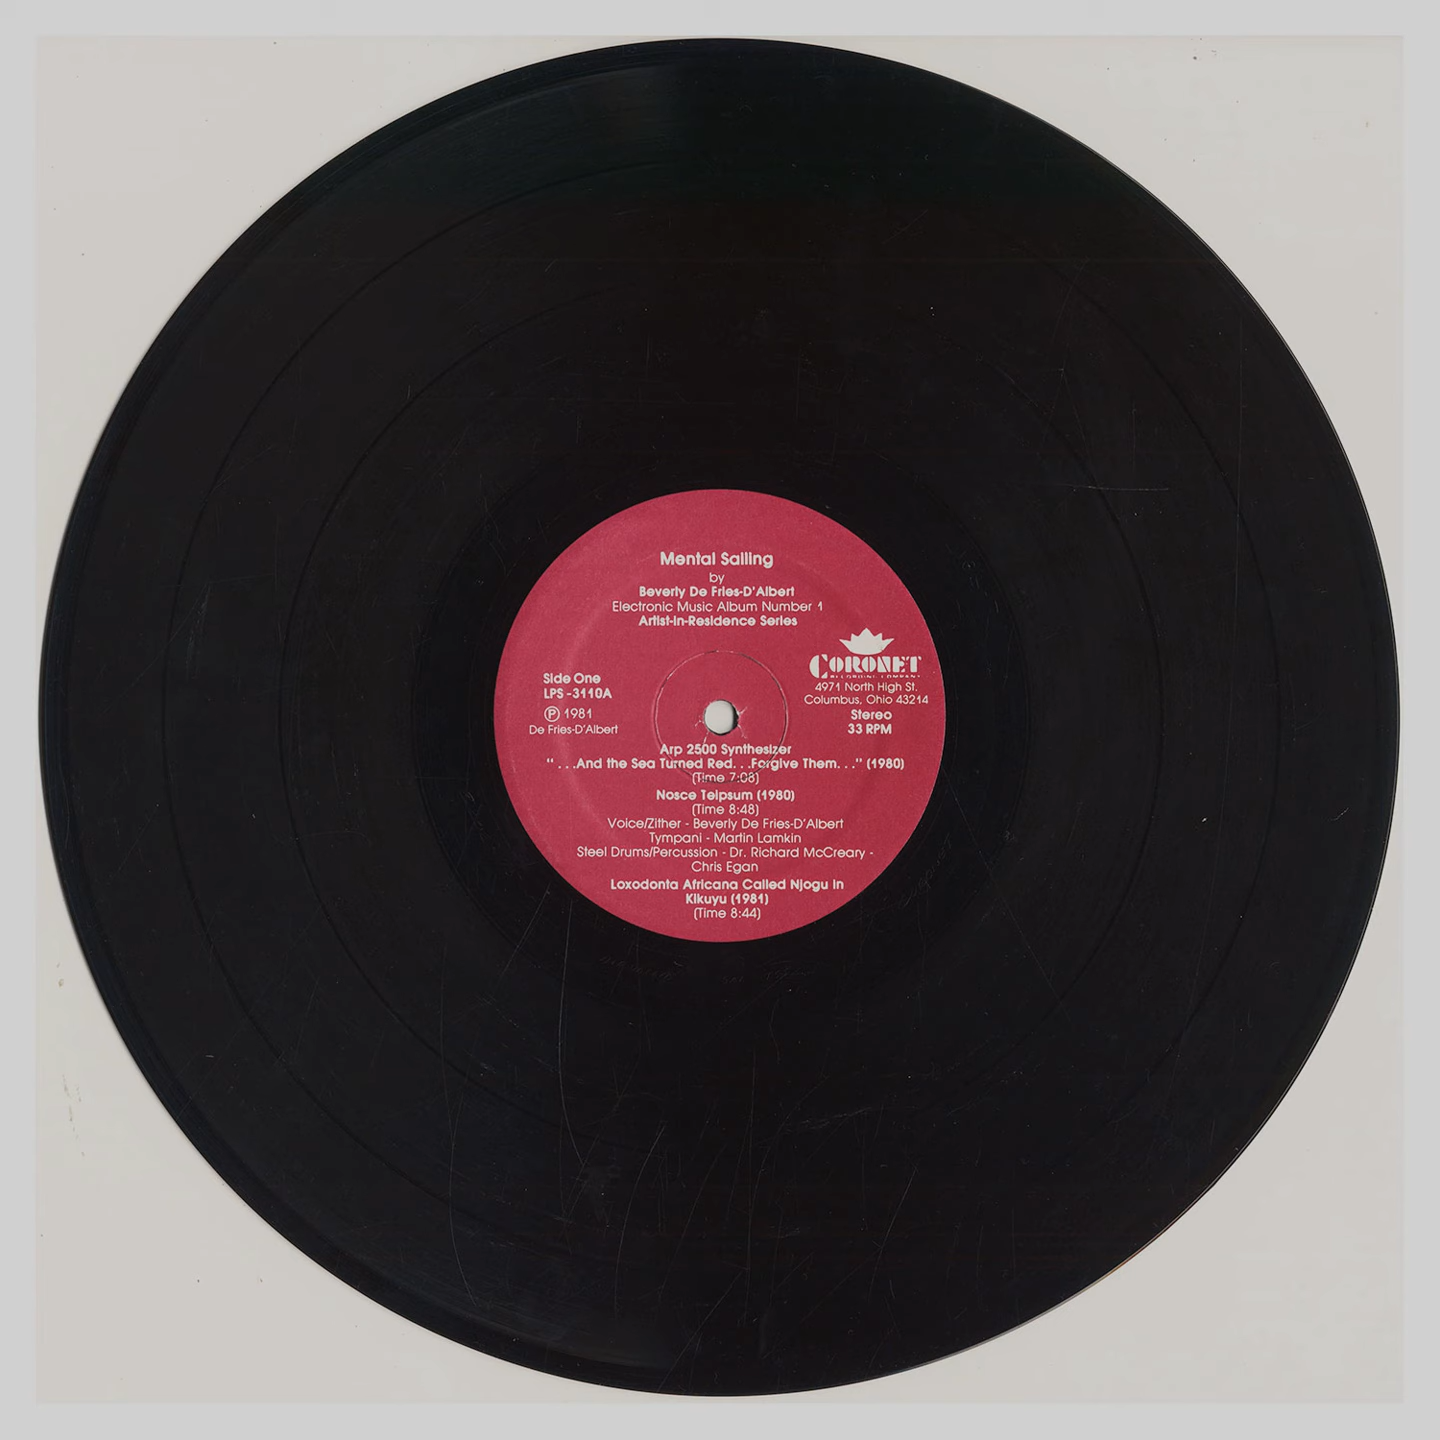 Mental Sailing
by
Beverly De Fries-D'Albert
Electronic Music Album Number 1
Artist-in-Residence Series
CORONET
RECORDING COMPANY
4971 North High St.
Columbus, Ohio 43214
Stereo
33 RPM
Side One
LPS-3110A
℗ 1981
De Fries-D'Albert
Arp 2500 Synthesizer
“ . . .And the Sea Turned Red. . .Forgive Them. . .” (1980)
(Time 7:08)
Nosce Teipsum (1980)
(Time 8:48)
Voice/Zither - Beverly De Fries-D'Albert
Tympani - Martin Lamkin
Steel Drums/Percussion - Dr. Richard McCreary -
Chris Egan
Loxodonta Africana Called Njogu in
Kikuyu (1981)
(Time 8:44)